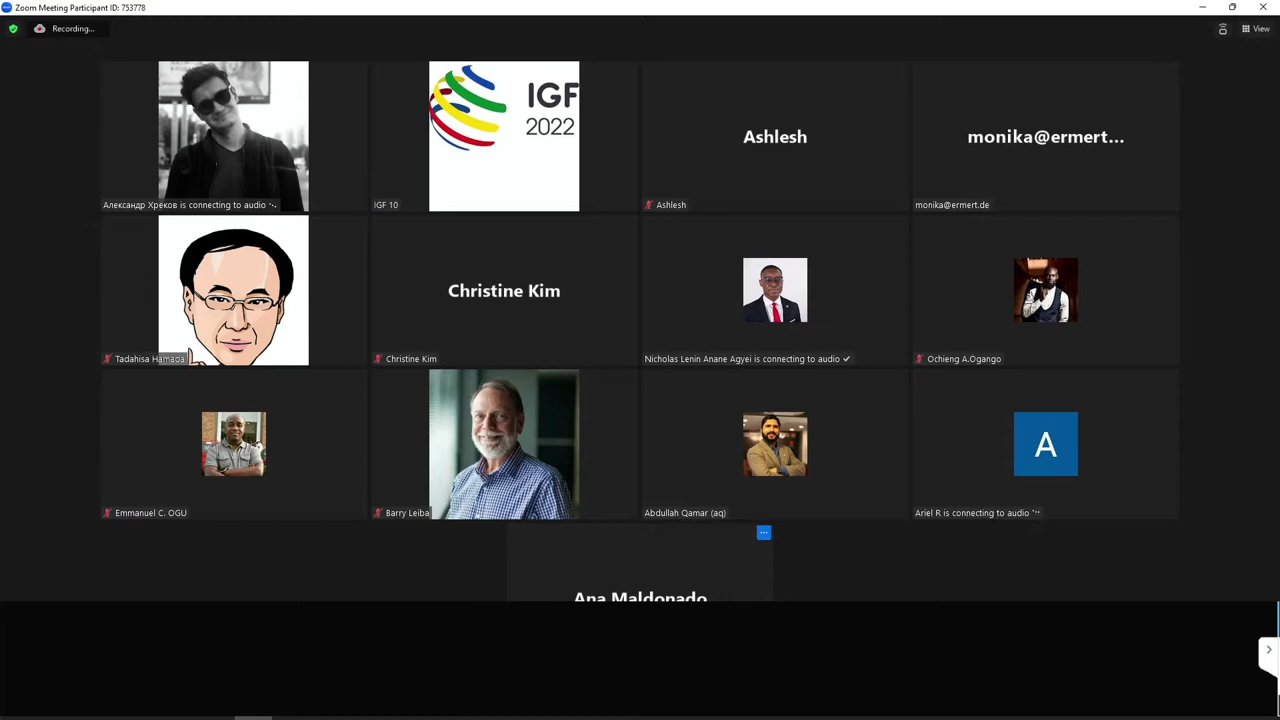 Zoom Meeting Participant ID: 753778
Recording...
View
IGF
2022
Ashlesh
monika@ermert...
Александр Хреков is connecting to audio
IGF 10
Ashlesh
monika@ermert.de
Christine Kim
Tadahisa Hamada
Christine Kim
Nicholas Lenin Anane Agyei is connecting to audio
Ochieng A.Ogango
A
Emmanuel C. OGU
Barry Leiba
Abdullah Qamar (aq)
Ariel R is connecting to audio
Ana Maldonado